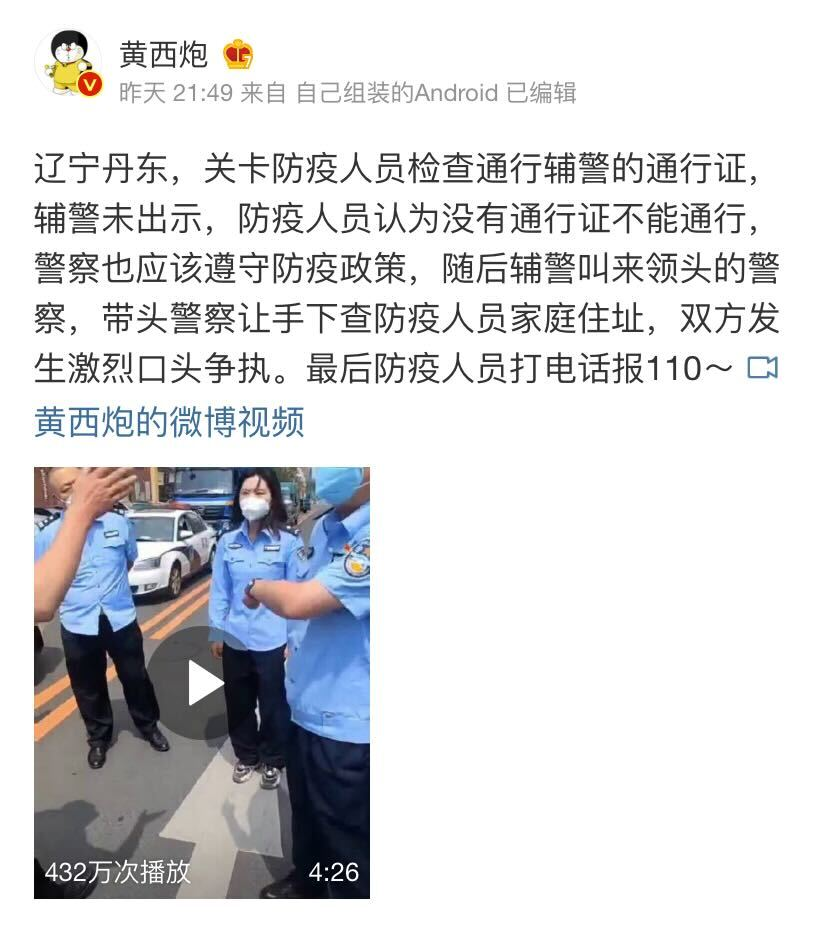 黄西炮
昨天 21:49 来自 自己组装的Android 已编辑
辽宁丹东，关卡防疫人员检查通行辅警的通行证，
辅警未出示，防疫人员认为没有通行证不能通行，
警察也应该遵守防疫政策，随后辅警叫来领头的警
察，带头警察让手下查防疫人员家庭住址，双方发
生激烈口头争执。最后防疫人员打电话报110～
黄西炮的微博视频
432万次播放 4:26